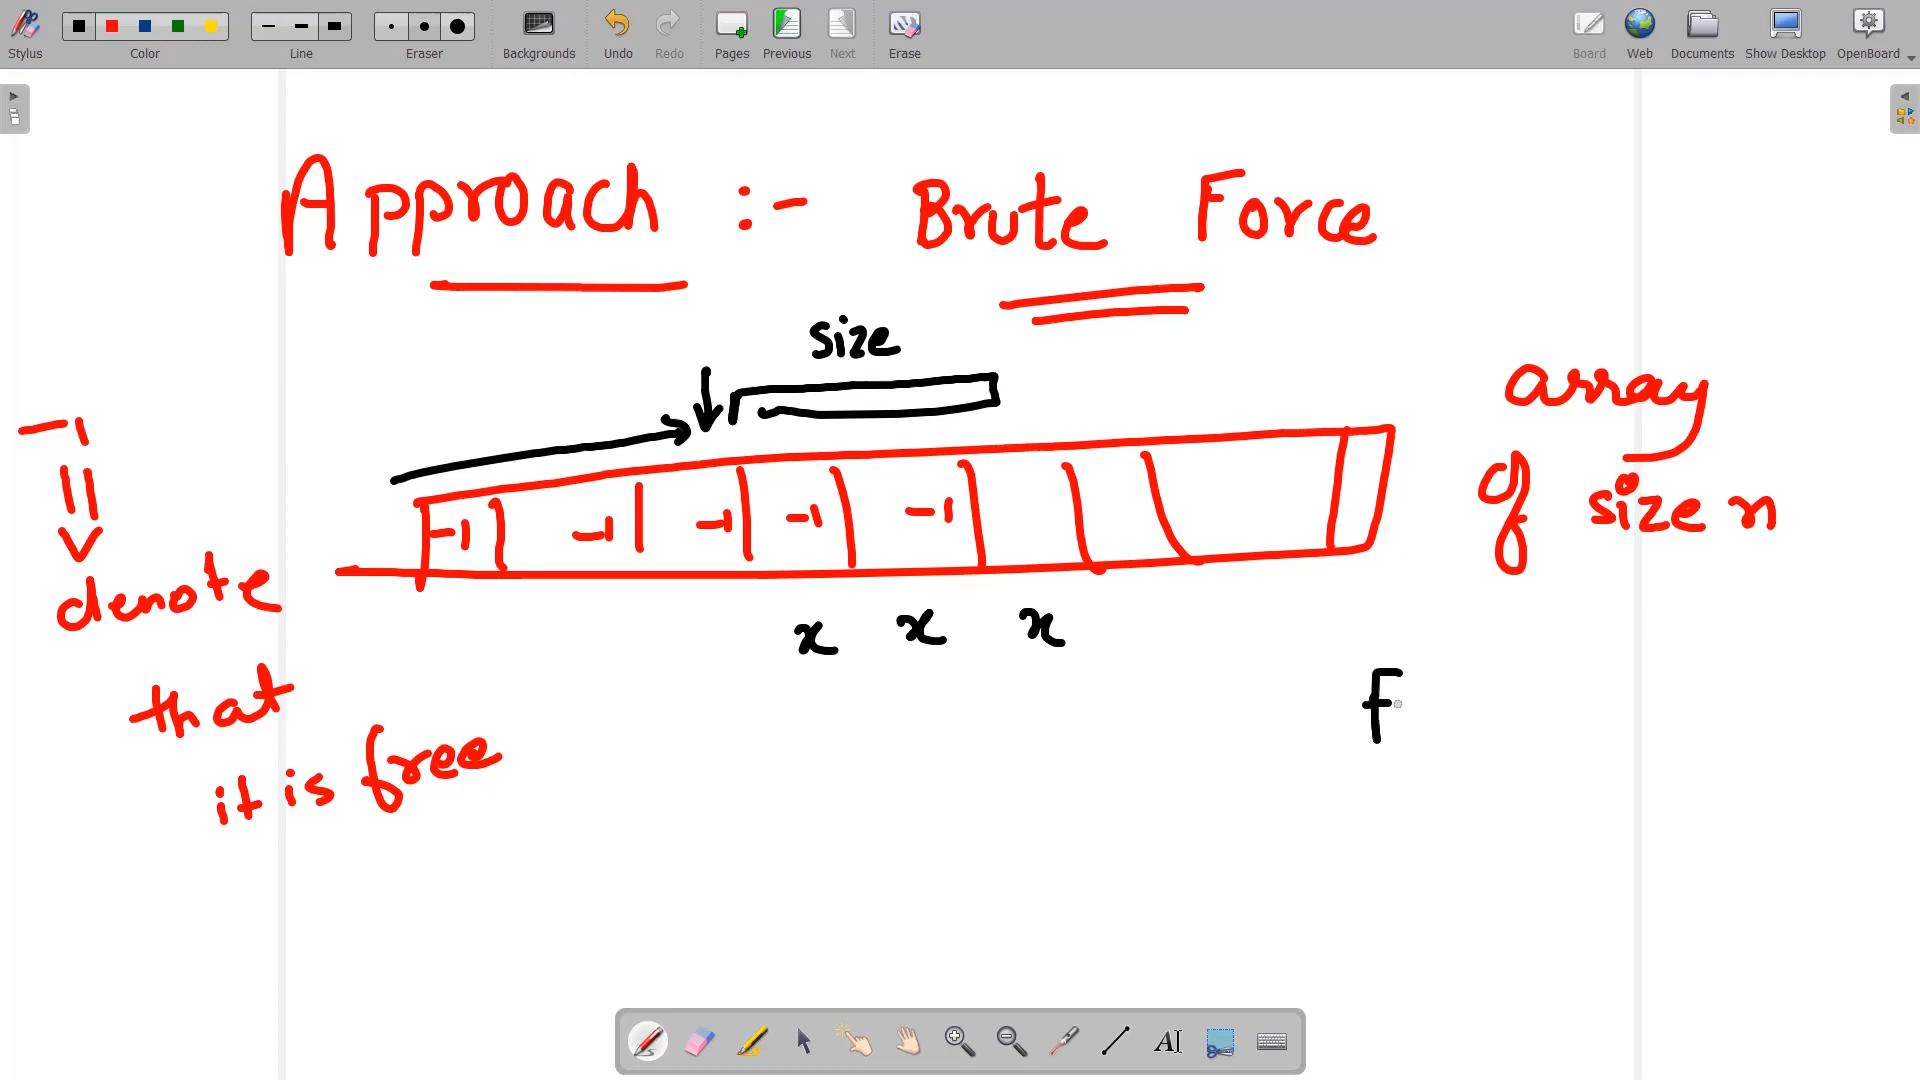 Stylus Color Line Eraser Backgrounds Undo Redo Pages Previous Next Erase Board Web Documents Show Desktop OpenBoard
Approach :- Brute Force
size
array
of size n
-1
-1 -1 -1 -1 -1
denote
that
it is free
x x x
F